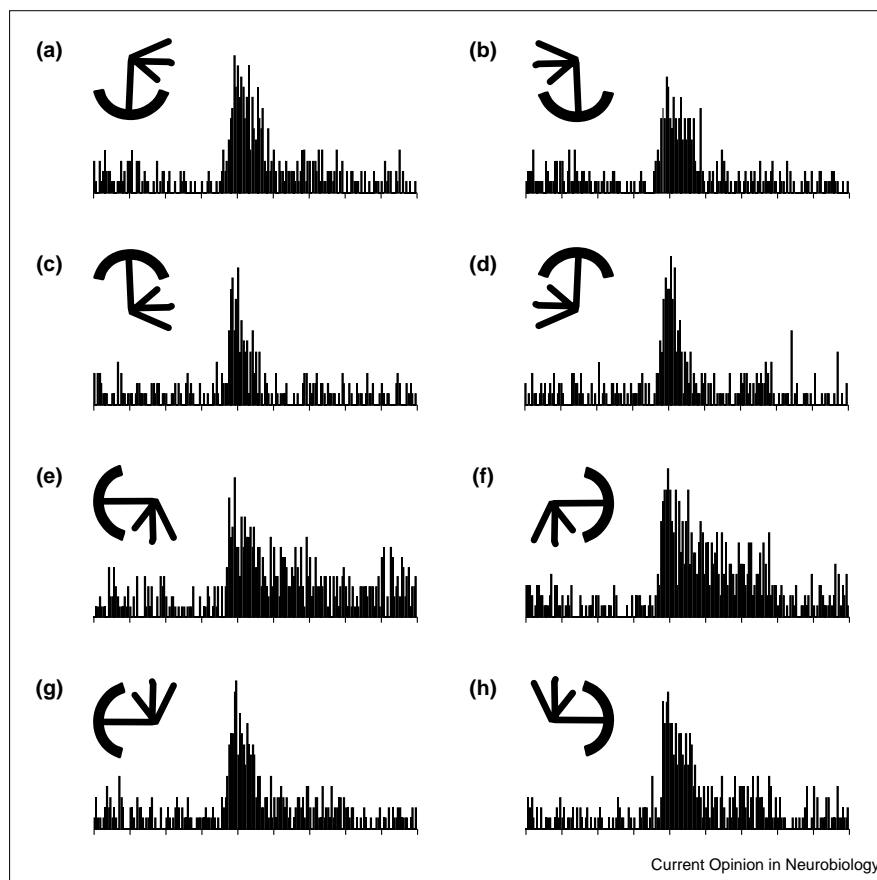 (a)
(b)
(c)
(d)
(e)
(f)
(g)
(h)
Current Opinion in Neurobiology